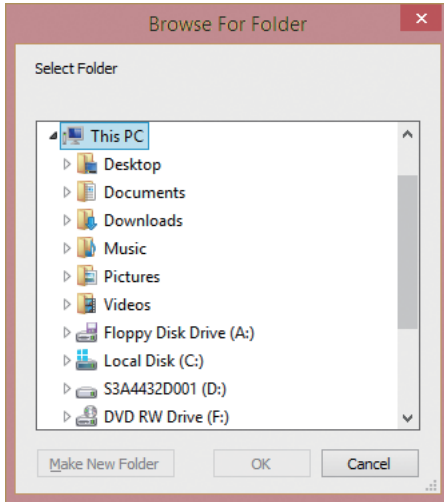 Browse For Folder
Select Folder
This PC
Desktop
Documents
Downloads
Music
Pictures
Videos
Floppy Disk Drive (A:)
Local Disk (C:)
S3A4432D001 (D:)
DVD RW Drive (F:)
Make New Folder OK Cancel